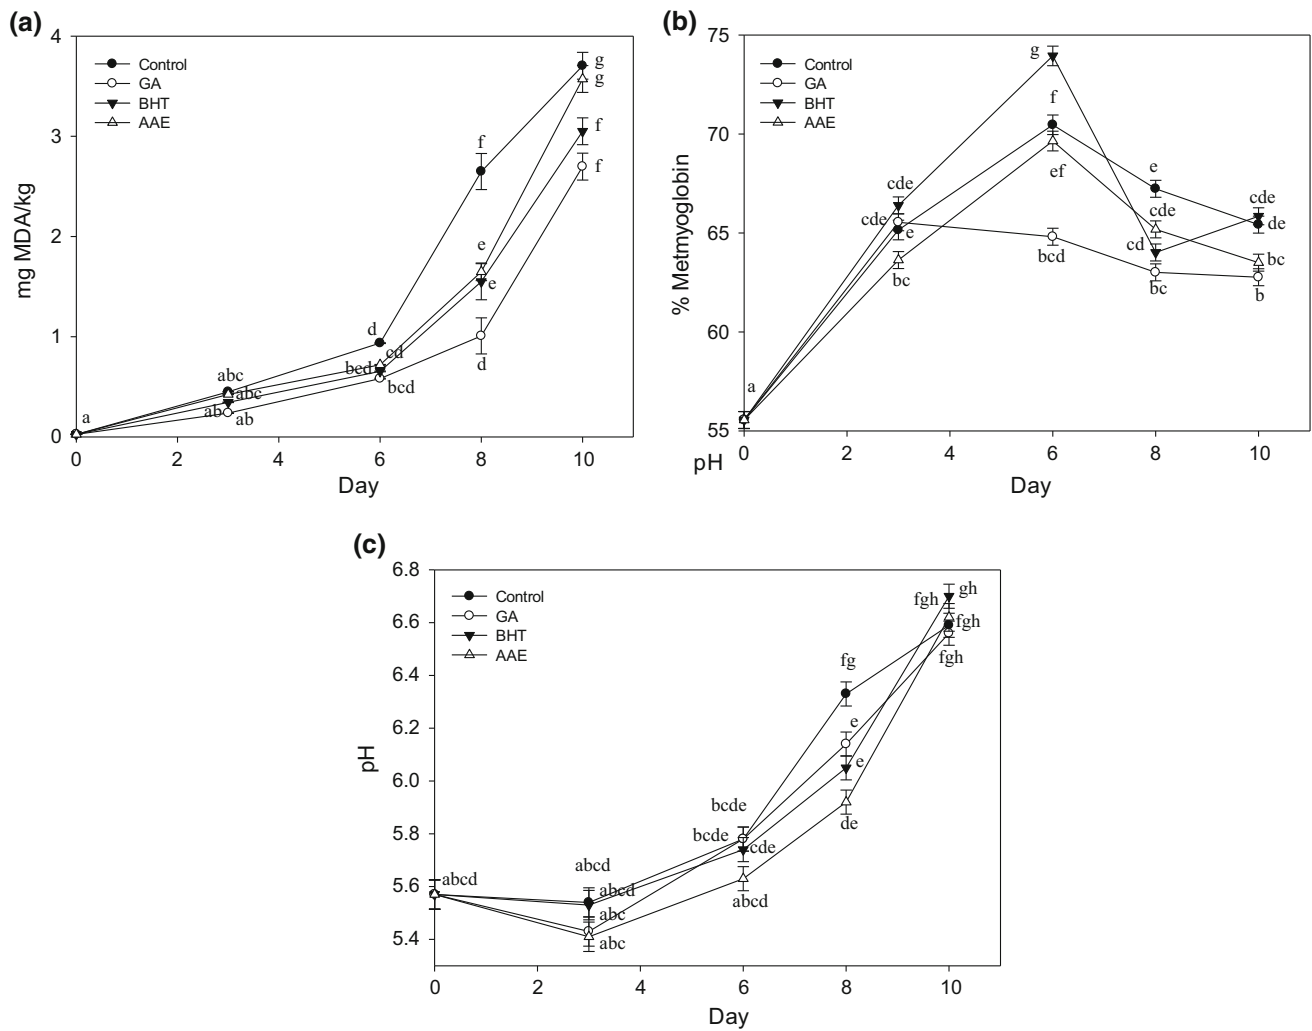 (a)
4
3
2
1
0
mg MDA/kg
Control
GA
BHT
AAE
a
abc
abc
ab
ab
d
cd
bcd
bcd
f
e
e
d
g
g
f
f
0 2 4 6 8 10
Day
(b)
75
70
65
60
55
% Metmyoglobin
Control
GA
BHT
AAE
a
cde
cde
e
bc
g
f
ef
bcd
e
cde
cd
bc
cde
de
bc
b
pH
0 2 4 6 8 10
Day
(c)
6.8
6.6
6.4
6.2
6.0
5.8
5.6
5.4
pH
Control
GA
BHT
AAE
abcd
abcd
abcd
abc
abc
bcde
bcde
cde
abcd
fg
e
e
de
gh
fgh
fgh
fgh
0 2 4 6 8 10
Day